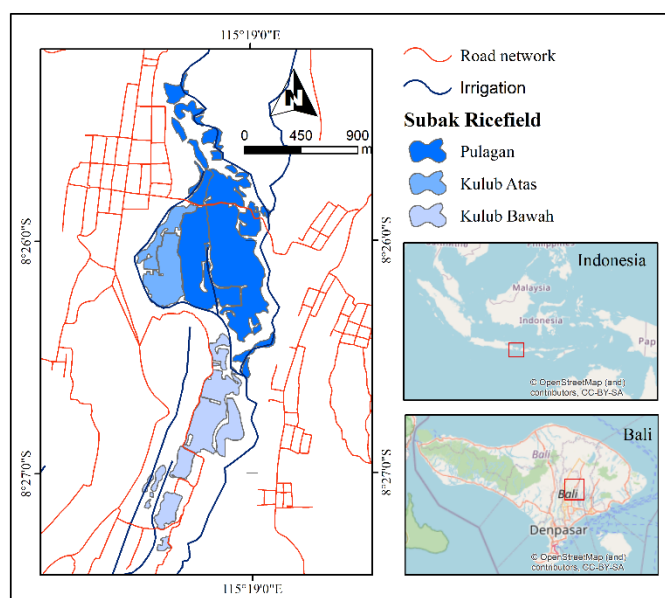 115°19'0"E
N
0 450 900
m
8°26'0"S
8°26'0"S
8°27'0"S
8°27'0"S
115°19'0"E
Road network
Irrigation
Subak Ricefield
Pulagan
Kulub Atas
Kulub Bawah
Indonesia
Malaysia
Indonesia
Pap
© OpenStreetMap (and)
contributors, CC-BY-SA
Bali
Bali
Bali
Denpasar
© OpenStreetMap (and)
contributors, CC-BY-SA